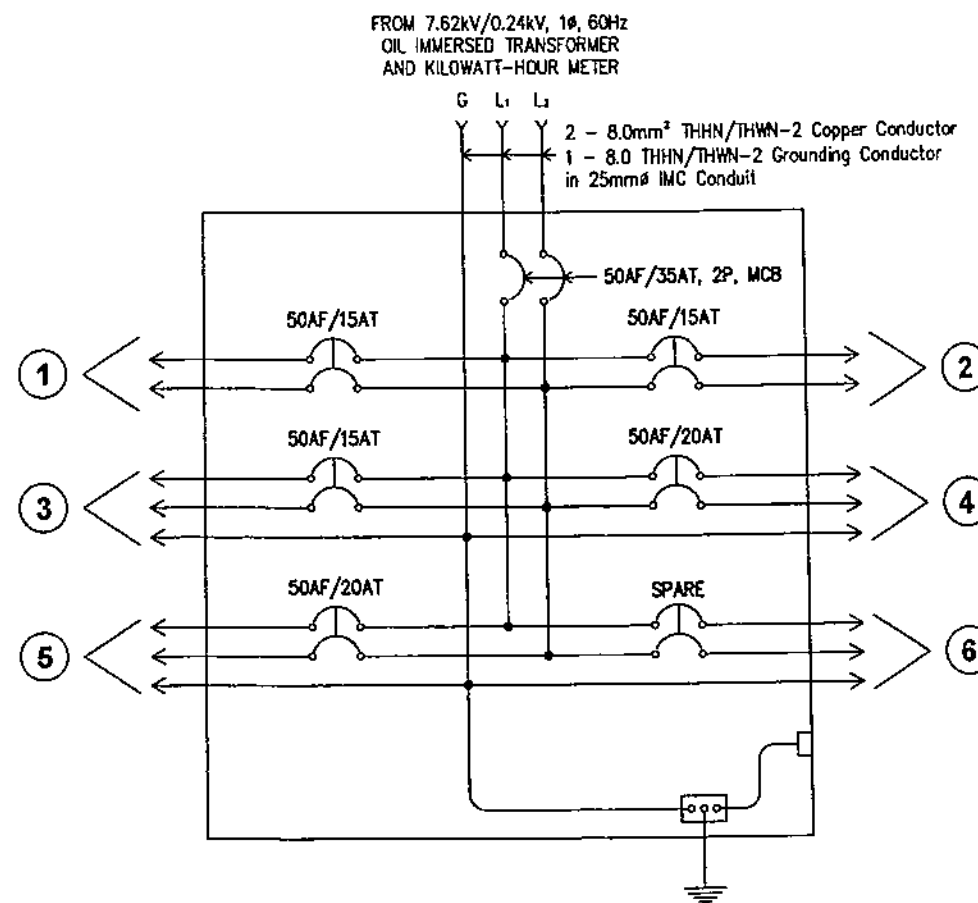 FROM 7.62kV/0.24kV, 1ø, 60Hz
OIL IMMERSED TRANSFORMER
AND KILOWATT-HOUR METER
G L₁ L₂
2 - 8.0mm² THHN/THWN-2 Copper Conductor
1 - 8.0 THHN/THWN-2 Grounding Conductor
in 25mmø IMC Conduit
50AF/35AT, 2P, MCB
50AF/15AT 50AF/15AT
1 2
50AF/15AT 50AF/20AT
3 4
50AF/20AT SPARE
5 6